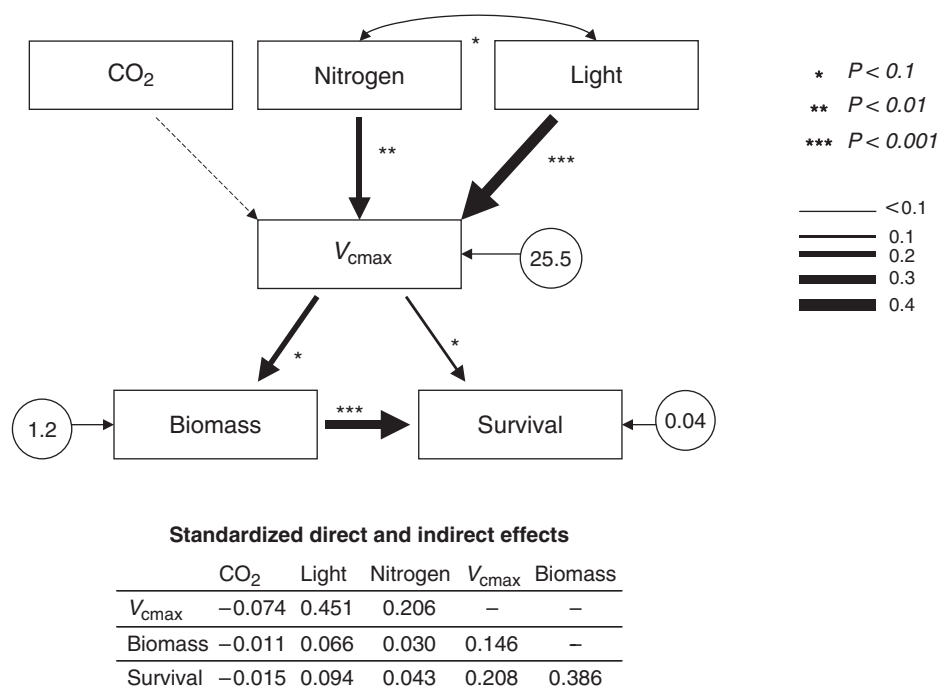 *
CO₂ Nitrogen Light
* P < 0.1
** P < 0.01
*** P < 0.001
** ***
<0.1
0.1
0.2
0.3
0.4
Vcmax 25.5
* *
1.2 Biomass *** Survival 0.04
Standardized direct and indirect effects
CO₂ Light Nitrogen Vcmax Biomass
Vcmax −0.074 0.451 0.206 – –
Biomass −0.011 0.066 0.030 0.146 –
Survival −0.015 0.094 0.043 0.208 0.386